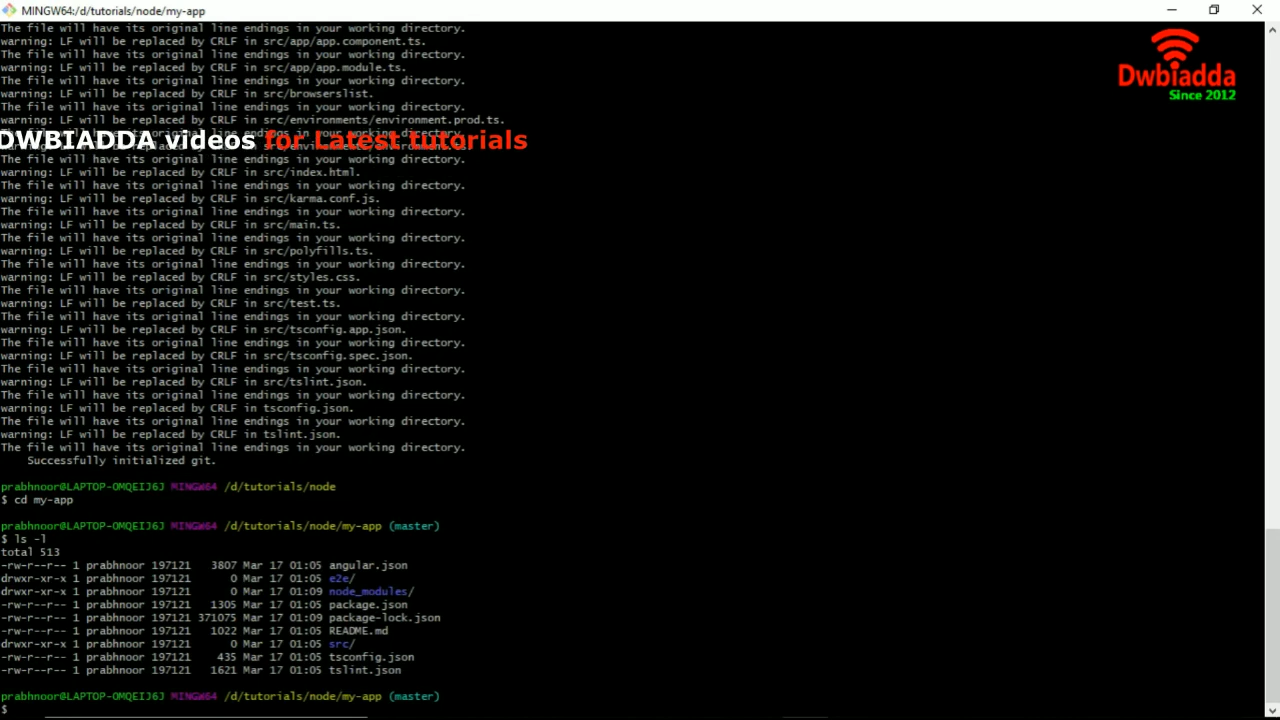 MINGW64:/d/tutorials/node/my-app
The file will have its original line endings in your working directory.
warning: LF will be replaced by CRLF in src/app/app.component.ts.
The file will have its original line endings in your working directory.
warning: LF will be replaced by CRLF in src/app/app.module.ts.
The file will have its original line endings in your working directory.
warning: LF will be replaced by CRLF in src/browserslist.
The file will have its original line endings in your working directory.
warning: LF will be replaced by CRLF in src/environments/environment.prod.ts.
DWBIADDA videos for Latest tutorials
The file will have its original line endings in your working directory.
warning: LF will be replaced by CRLF in src/index.html.
The file will have its original line endings in your working directory.
warning: LF will be replaced by CRLF in src/karma.conf.js.
The file will have its original line endings in your working directory.
warning: LF will be replaced by CRLF in src/main.ts.
The file will have its original line endings in your working directory.
warning: LF will be replaced by CRLF in src/polyfills.ts.
The file will have its original line endings in your working directory.
warning: LF will be replaced by CRLF in src/styles.css.
The file will have its original line endings in your working directory.
warning: LF will be replaced by CRLF in src/test.ts.
The file will have its original line endings in your working directory.
warning: LF will be replaced by CRLF in src/tsconfig.app.json.
The file will have its original line endings in your working directory.
warning: LF will be replaced by CRLF in src/tsconfig.spec.json.
The file will have its original line endings in your working directory.
warning: LF will be replaced by CRLF in src/tslint.json.
The file will have its original line endings in your working directory.
warning: LF will be replaced by CRLF in tsconfig.json.
The file will have its original line endings in your working directory.
warning: LF will be replaced by CRLF in tslint.json.
The file will have its original line endings in your working directory.
Successfully initialized git.
prabhnoor@LAPTOP-OMQEIJ6J MINGW64 /d/tutorials/node
$ cd my-app
prabhnoor@LAPTOP-OMQEIJ6J MINGW64 /d/tutorials/node/my-app (master)
$ ls -l
total 513
-rw-r--r-- 1 prabhnoor 197121 3807 Mar 17 01:05 angular.json
drwxr-xr-x 1 prabhnoor 197121 0 Mar 17 01:05 e2e/
drwxr-xr-x 1 prabhnoor 197121 0 Mar 17 01:09 node_modules/
-rw-r--r-- 1 prabhnoor 197121 1305 Mar 17 01:05 package.json
-rw-r--r-- 1 prabhnoor 197121 371075 Mar 17 01:09 package-lock.json
-rw-r--r-- 1 prabhnoor 197121 1022 Mar 17 01:05 README.md
drwxr-xr-x 1 prabhnoor 197121 0 Mar 17 01:05 src/
-rw-r--r-- 1 prabhnoor 197121 435 Mar 17 01:05 tsconfig.json
-rw-r--r-- 1 prabhnoor 197121 1621 Mar 17 01:05 tslint.json
prabhnoor@LAPTOP-OMQEIJ6J MINGW64 /d/tutorials/node/my-app (master)
$
Dwbiadda
Since 2012